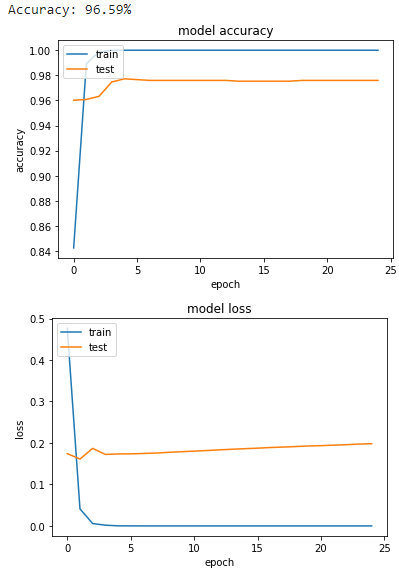 Accuracy: 96.59%
model accuracy
train
test
1.00
0.98
0.96
0.94
0.92
0.90
0.88
0.86
0.84
accuracy
0 5 10 15 20 25
epoch
model loss
train
test
0.5
0.4
0.3
0.2
0.1
0.0
loss
0 5 10 15 20 25
epoch